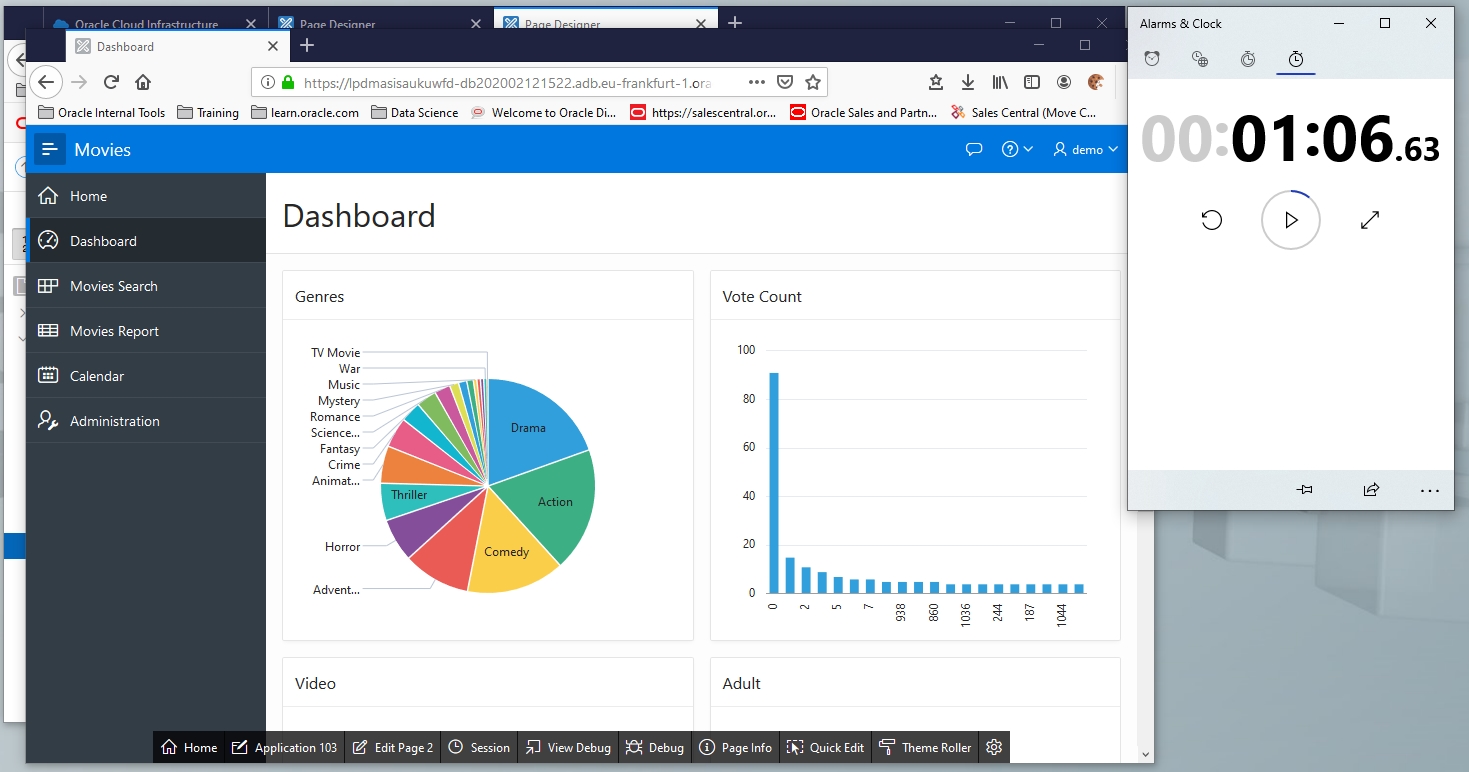 Oracle Cloud Infrastructure
Page Designer
Page Designer
Dashboard
https://lpdmasisaukuwfd-db202002121522.adb.eu-frankfurt-1.ora
Oracle Internal Tools
Training
learn.oracle.com
Data Science
Welcome to Oracle Di...
https://salescentral.or...
Oracle Sales and Partn...
Sales Central (Move C...
Movies
demo
Home
Dashboard
Movies Search
Movies Report
Calendar
Administration
Dashboard
Genres
TV Movie
War
Music
Mystery
Romance
Science...
Fantasy
Crime
Animat...
Thriller
Horror
Advent...
Drama
Action
Comedy
Vote Count
100
80
60
40
20
0
0 2 5 7 938 860 1036 244 187 1044
Video
Adult
Home
Application 103
Edit Page 2
Session
View Debug
Debug
Page Info
Quick Edit
Theme Roller
Alarms & Clock
00:01:06.63